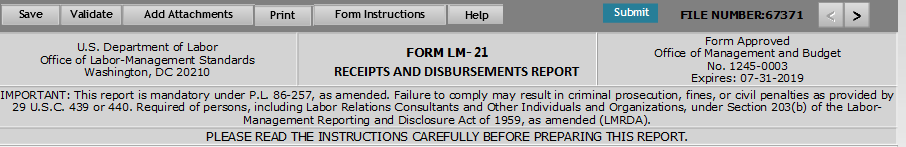 Save Validate Add Attachments Print Form Instructions Help Submit FILE NUMBER:67371 < >
U.S. Department of Labor
Office of Labor-Management Standards
Washington, DC 20210
FORM LM- 21
RECEIPTS AND DISBURSEMENTS REPORT
Form Approved
Office of Management and Budget
No. 1245-0003
Expires: 07-31-2019
IMPORTANT: This report is mandatory under P.L. 86-257, as amended. Failure to comply may result in criminal prosecution, fines, or civil penalties as provided by
29 U.S.C. 439 or 440. Required of persons, including Labor Relations Consultants and Other Individuals and Organizations, under Section 203(b) of the Labor-
Management Reporting and Disclosure Act of 1959, as amended (LMRDA).
PLEASE READ THE INSTRUCTIONS CAREFULLY BEFORE PREPARING THIS REPORT.